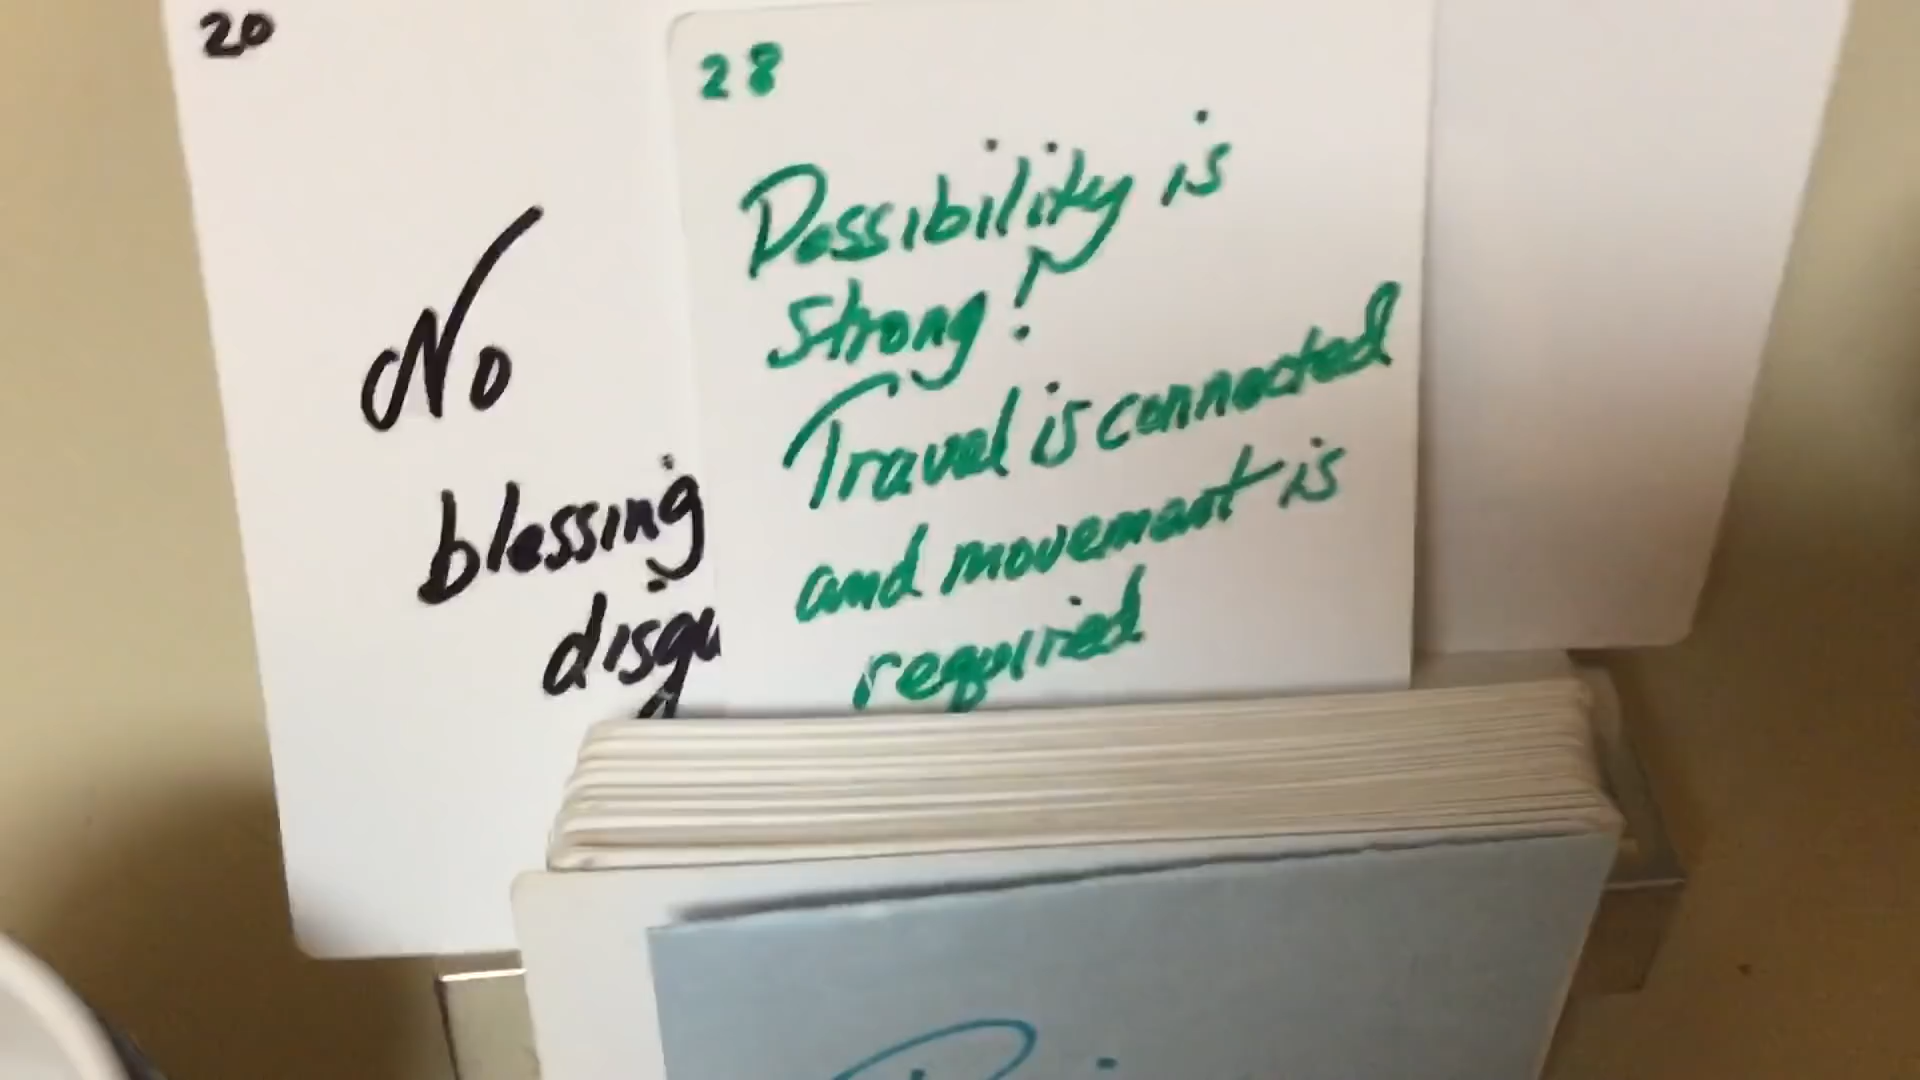 20
No
blessing
28
Possibility is
strong!
Travel is connected
and movement is
required